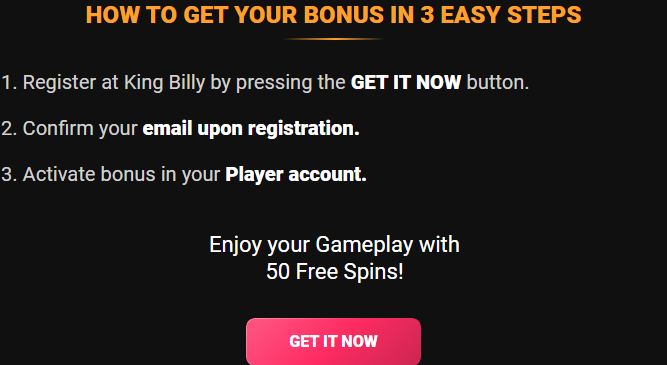 HOW TO GET YOUR BONUS IN 3 EASY STEPS
1. Register at King Billy by pressing the GET IT NOW button.
2. Confirm your email upon registration.
3. Activate bonus in your Player account.
Enjoy your Gameplay with
50 Free Spins!
GET IT NOW